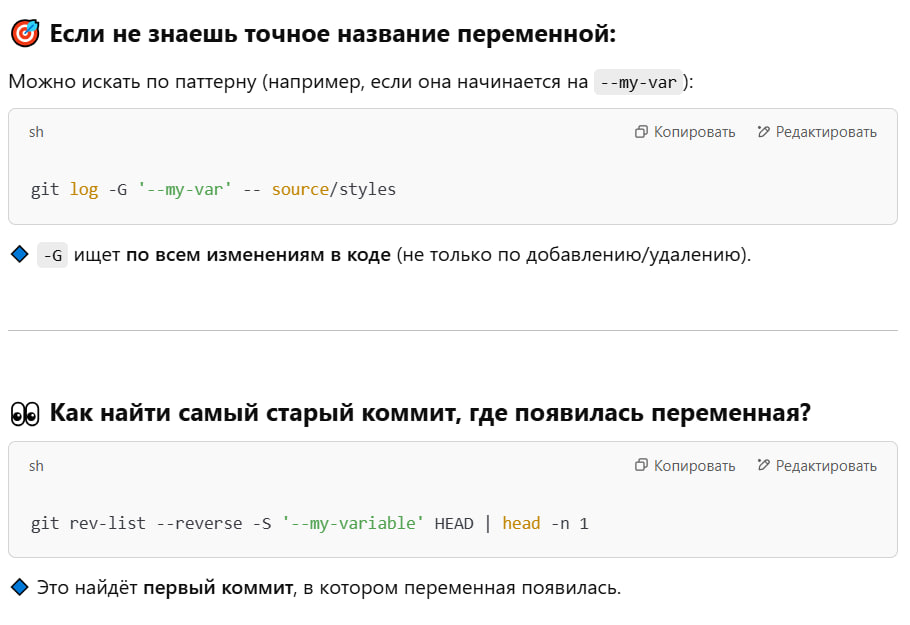 🎯 Если не знаешь точное название переменной:
Можно искать по паттерну (например, если она начинается на --my-var):
sh Копировать Редактировать
git log -G '--my-var' -- source/styles
🔹 -G ищет по всем изменениям в коде (не только по добавлению/удалению).
👀 Как найти самый старый коммит, где появилась переменная?
sh Копировать Редактировать
git rev-list --reverse -S '--my-variable' HEAD | head -n 1
🔹 Это найдёт первый коммит, в котором переменная появилась.